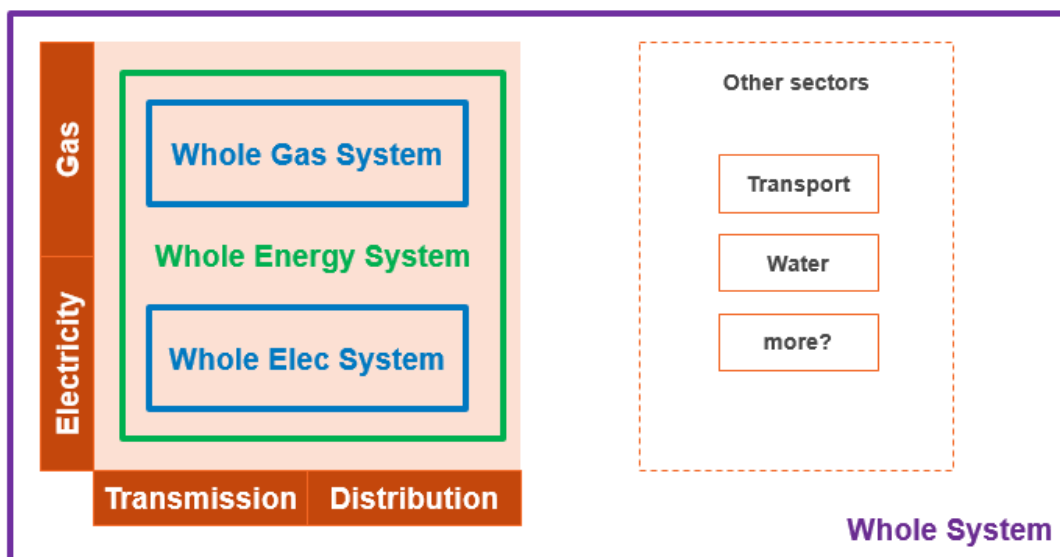 Gas
Electricity
Whole Gas System
Whole Energy System
Whole Elec System
Transmission
Distribution
Other sectors
Transport
Water
more?
Whole System